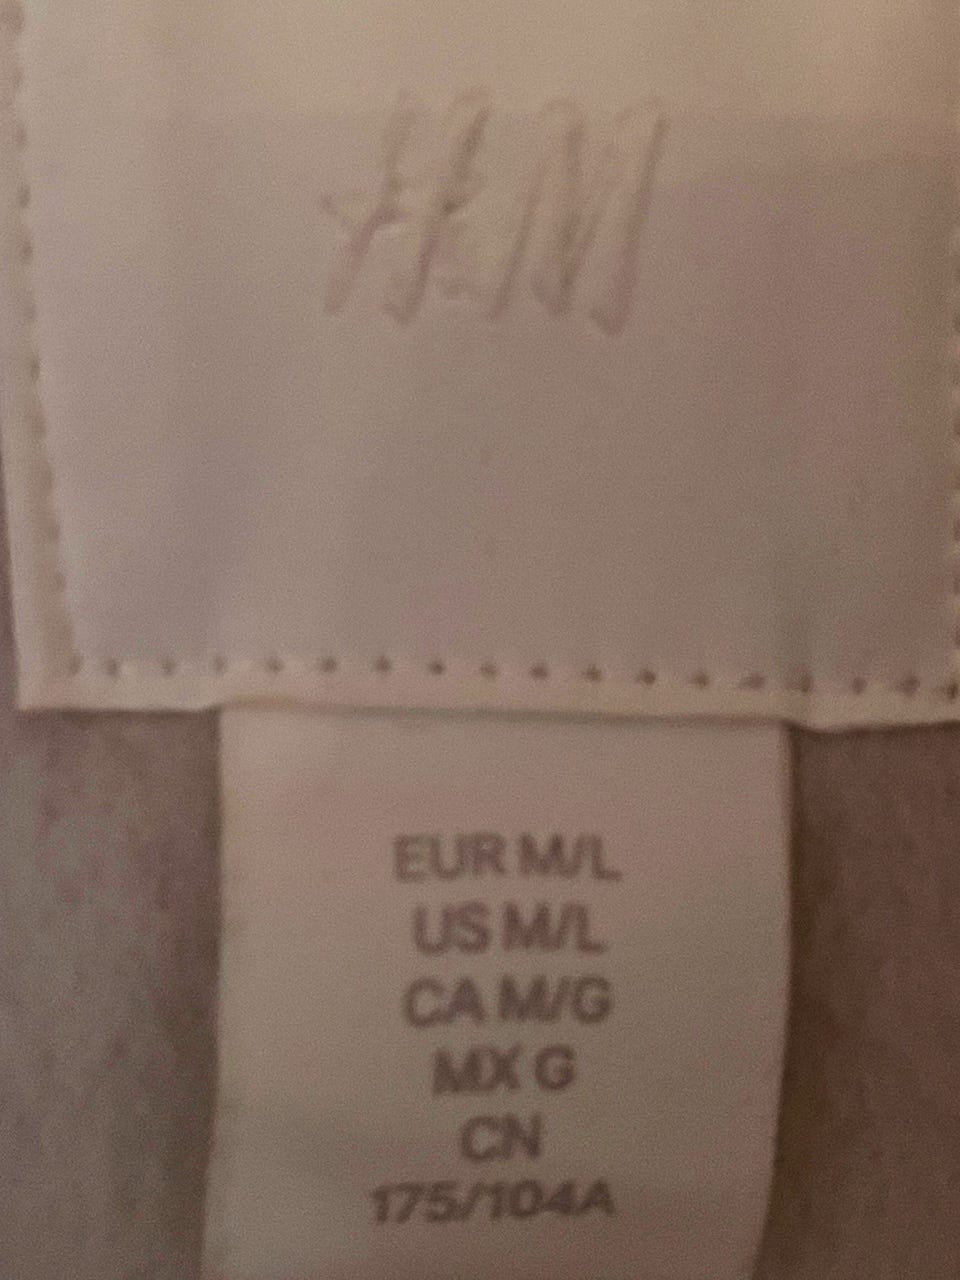 H&M
EUR M/L
US M/L
CA M/G
MX G
CN
175/104A